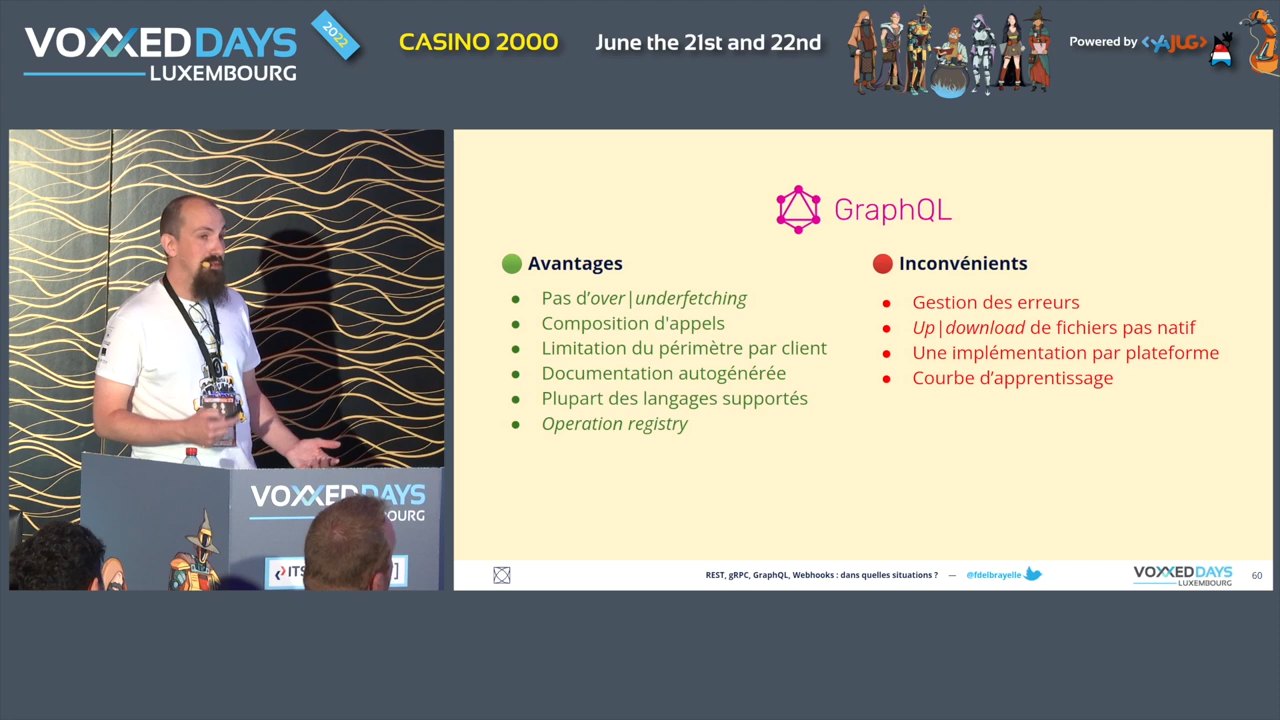 VOXXED DAYS
LUXEMBOURG
2022
CASINO 2000
June the 21st and 22nd
Powered by <YAJUG>
GraphQL
Avantages
Pas d'over|underfetching
Composition d'appels
Limitation du périmètre par client
Documentation autogénérée
Plupart des langages supportés
Operation registry
Inconvénients
Gestion des erreurs
Up|download de fichiers pas natif
Une implémentation par plateforme
Courbe d'apprentissage
REST, gRPC, GraphQL, Webhooks : dans quelles situations ? — @fdelbrayelle
VOXXED DAYS
LUXEMBOURG
60
VOXXED DAYS
BOURG
ITS